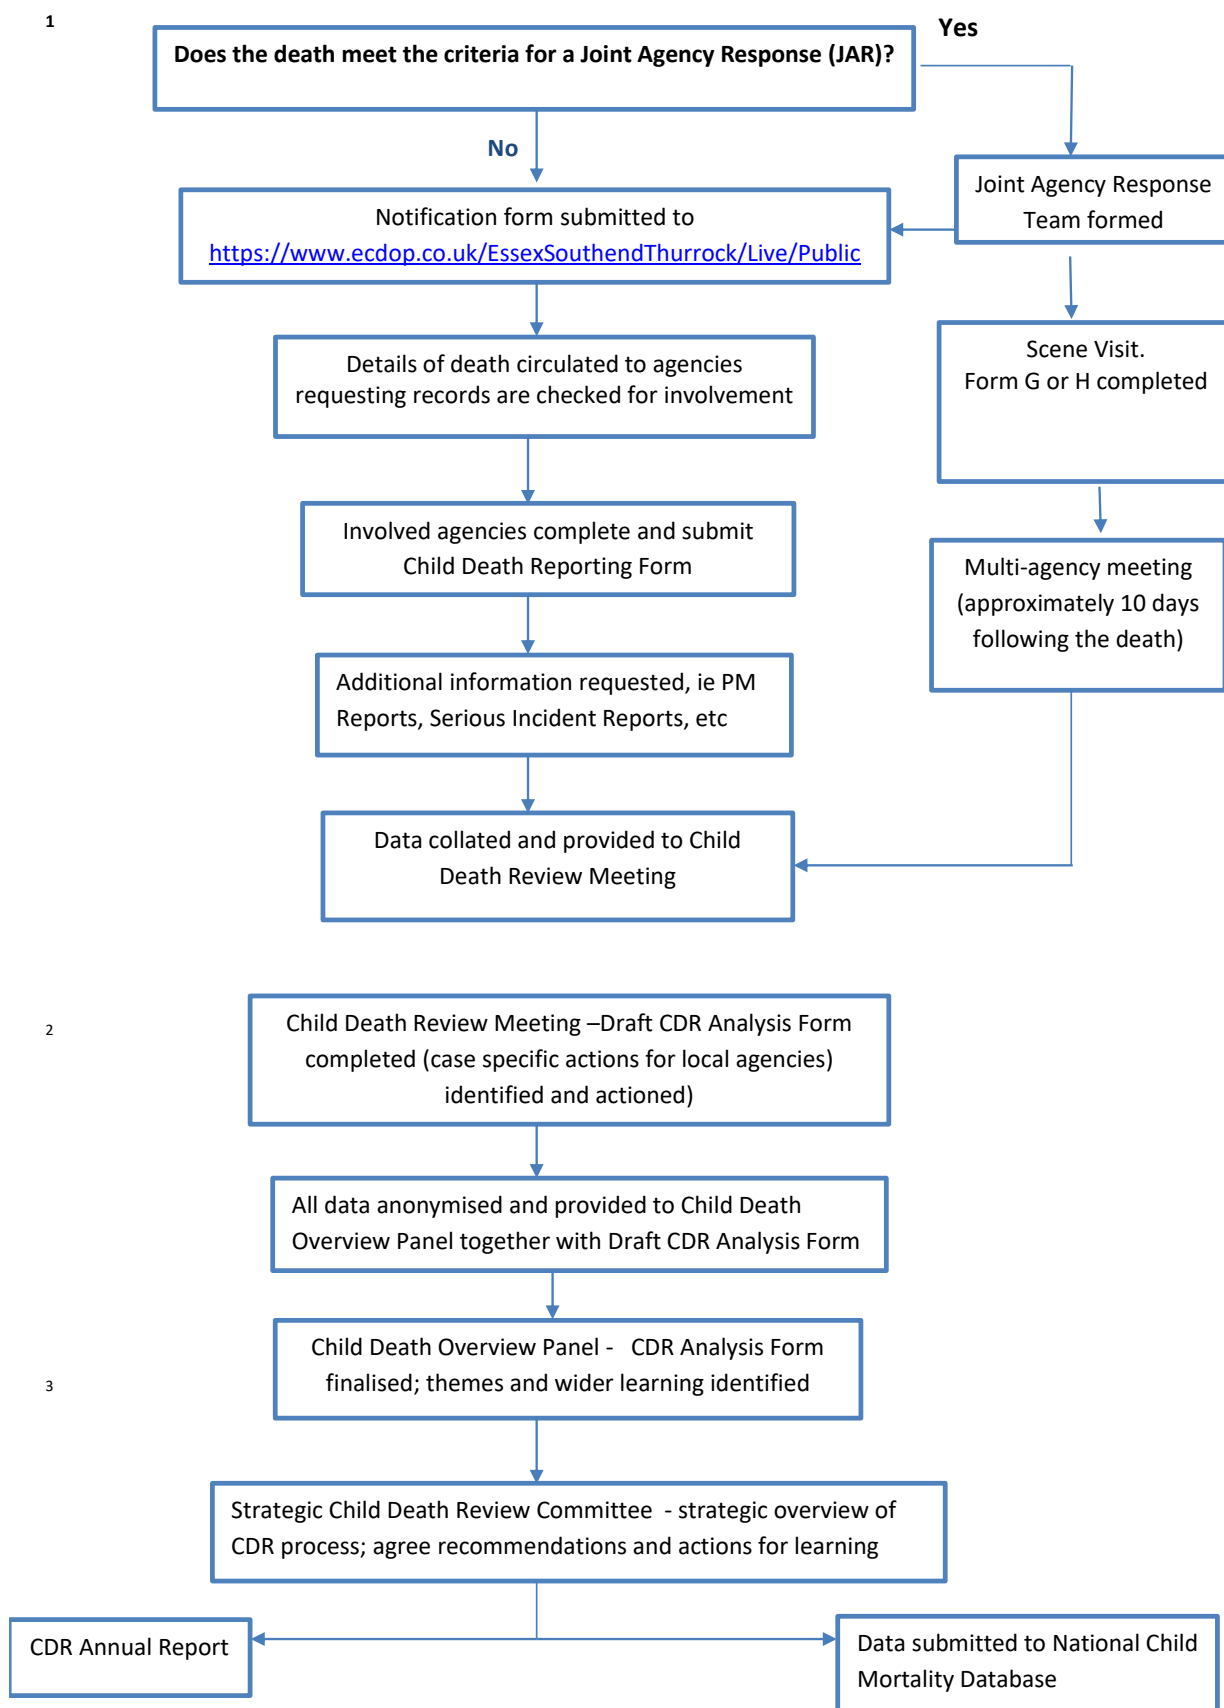 1
Yes
Does the death meet the criteria for a Joint Agency Response (JAR)?
No
Joint Agency Response
Team formed
Notification form submitted to
https://www.ecdop.co.uk/EssexSouthendThurrock/Live/Public
Scene Visit.
Form G or H completed
Details of death circulated to agencies
requesting records are checked for involvement
Involved agencies complete and submit
Child Death Reporting Form
Multi-agency meeting
(approximately 10 days
following the death)
Additional information requested, ie PM
Reports, Serious Incident Reports, etc
Data collated and provided to Child
Death Review Meeting
2
Child Death Review Meeting –Draft CDR Analysis Form
completed (case specific actions for local agencies)
identified and actioned)
All data anonymised and provided to Child Death
Overview Panel together with Draft CDR Analysis Form
3
Child Death Overview Panel -   CDR Analysis Form
finalised; themes and wider learning identified
Strategic Child Death Review Committee  - strategic overview of
CDR process; agree recommendations and actions for learning
CDR Annual Report
Data submitted to National Child
Mortality Database